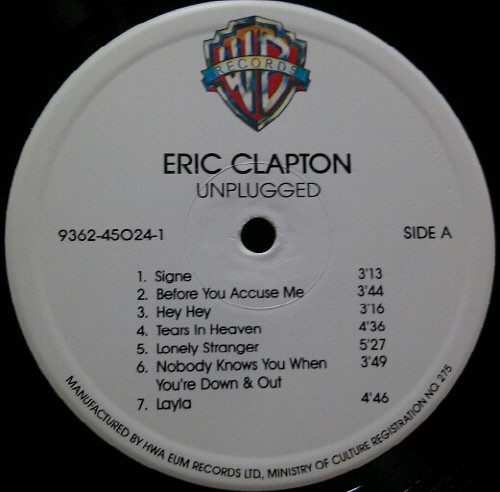 WB
RECORDS
ERIC CLAPTON
UNPLUGGED
9362-45024-1
SIDE A
1. Signe 3'13
2. Before You Accuse Me 3'44
3. Hey Hey 3'16
4. Tears In Heaven 4'36
5. Lonely Stranger 5'27
6. Nobody Knows You When 3'49
You're Down & Out
7. Layla 4'46
MANUFACTURED BY HWA EUM RECORDS LTD, MINISTRY OF CULTURE REGISTRATION NO. 275